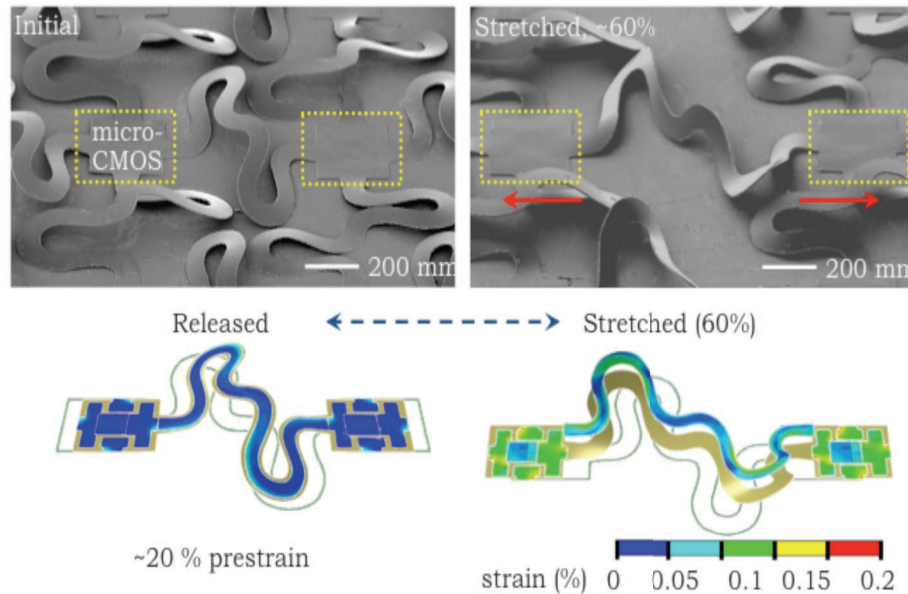 Initial
micro-
CMOS
200 mm
Stretched, ~60%
200 mm
Released
Stretched (60%)
~20 % prestrain
strain (%)
0 0.05 0.1 0.15 0.2